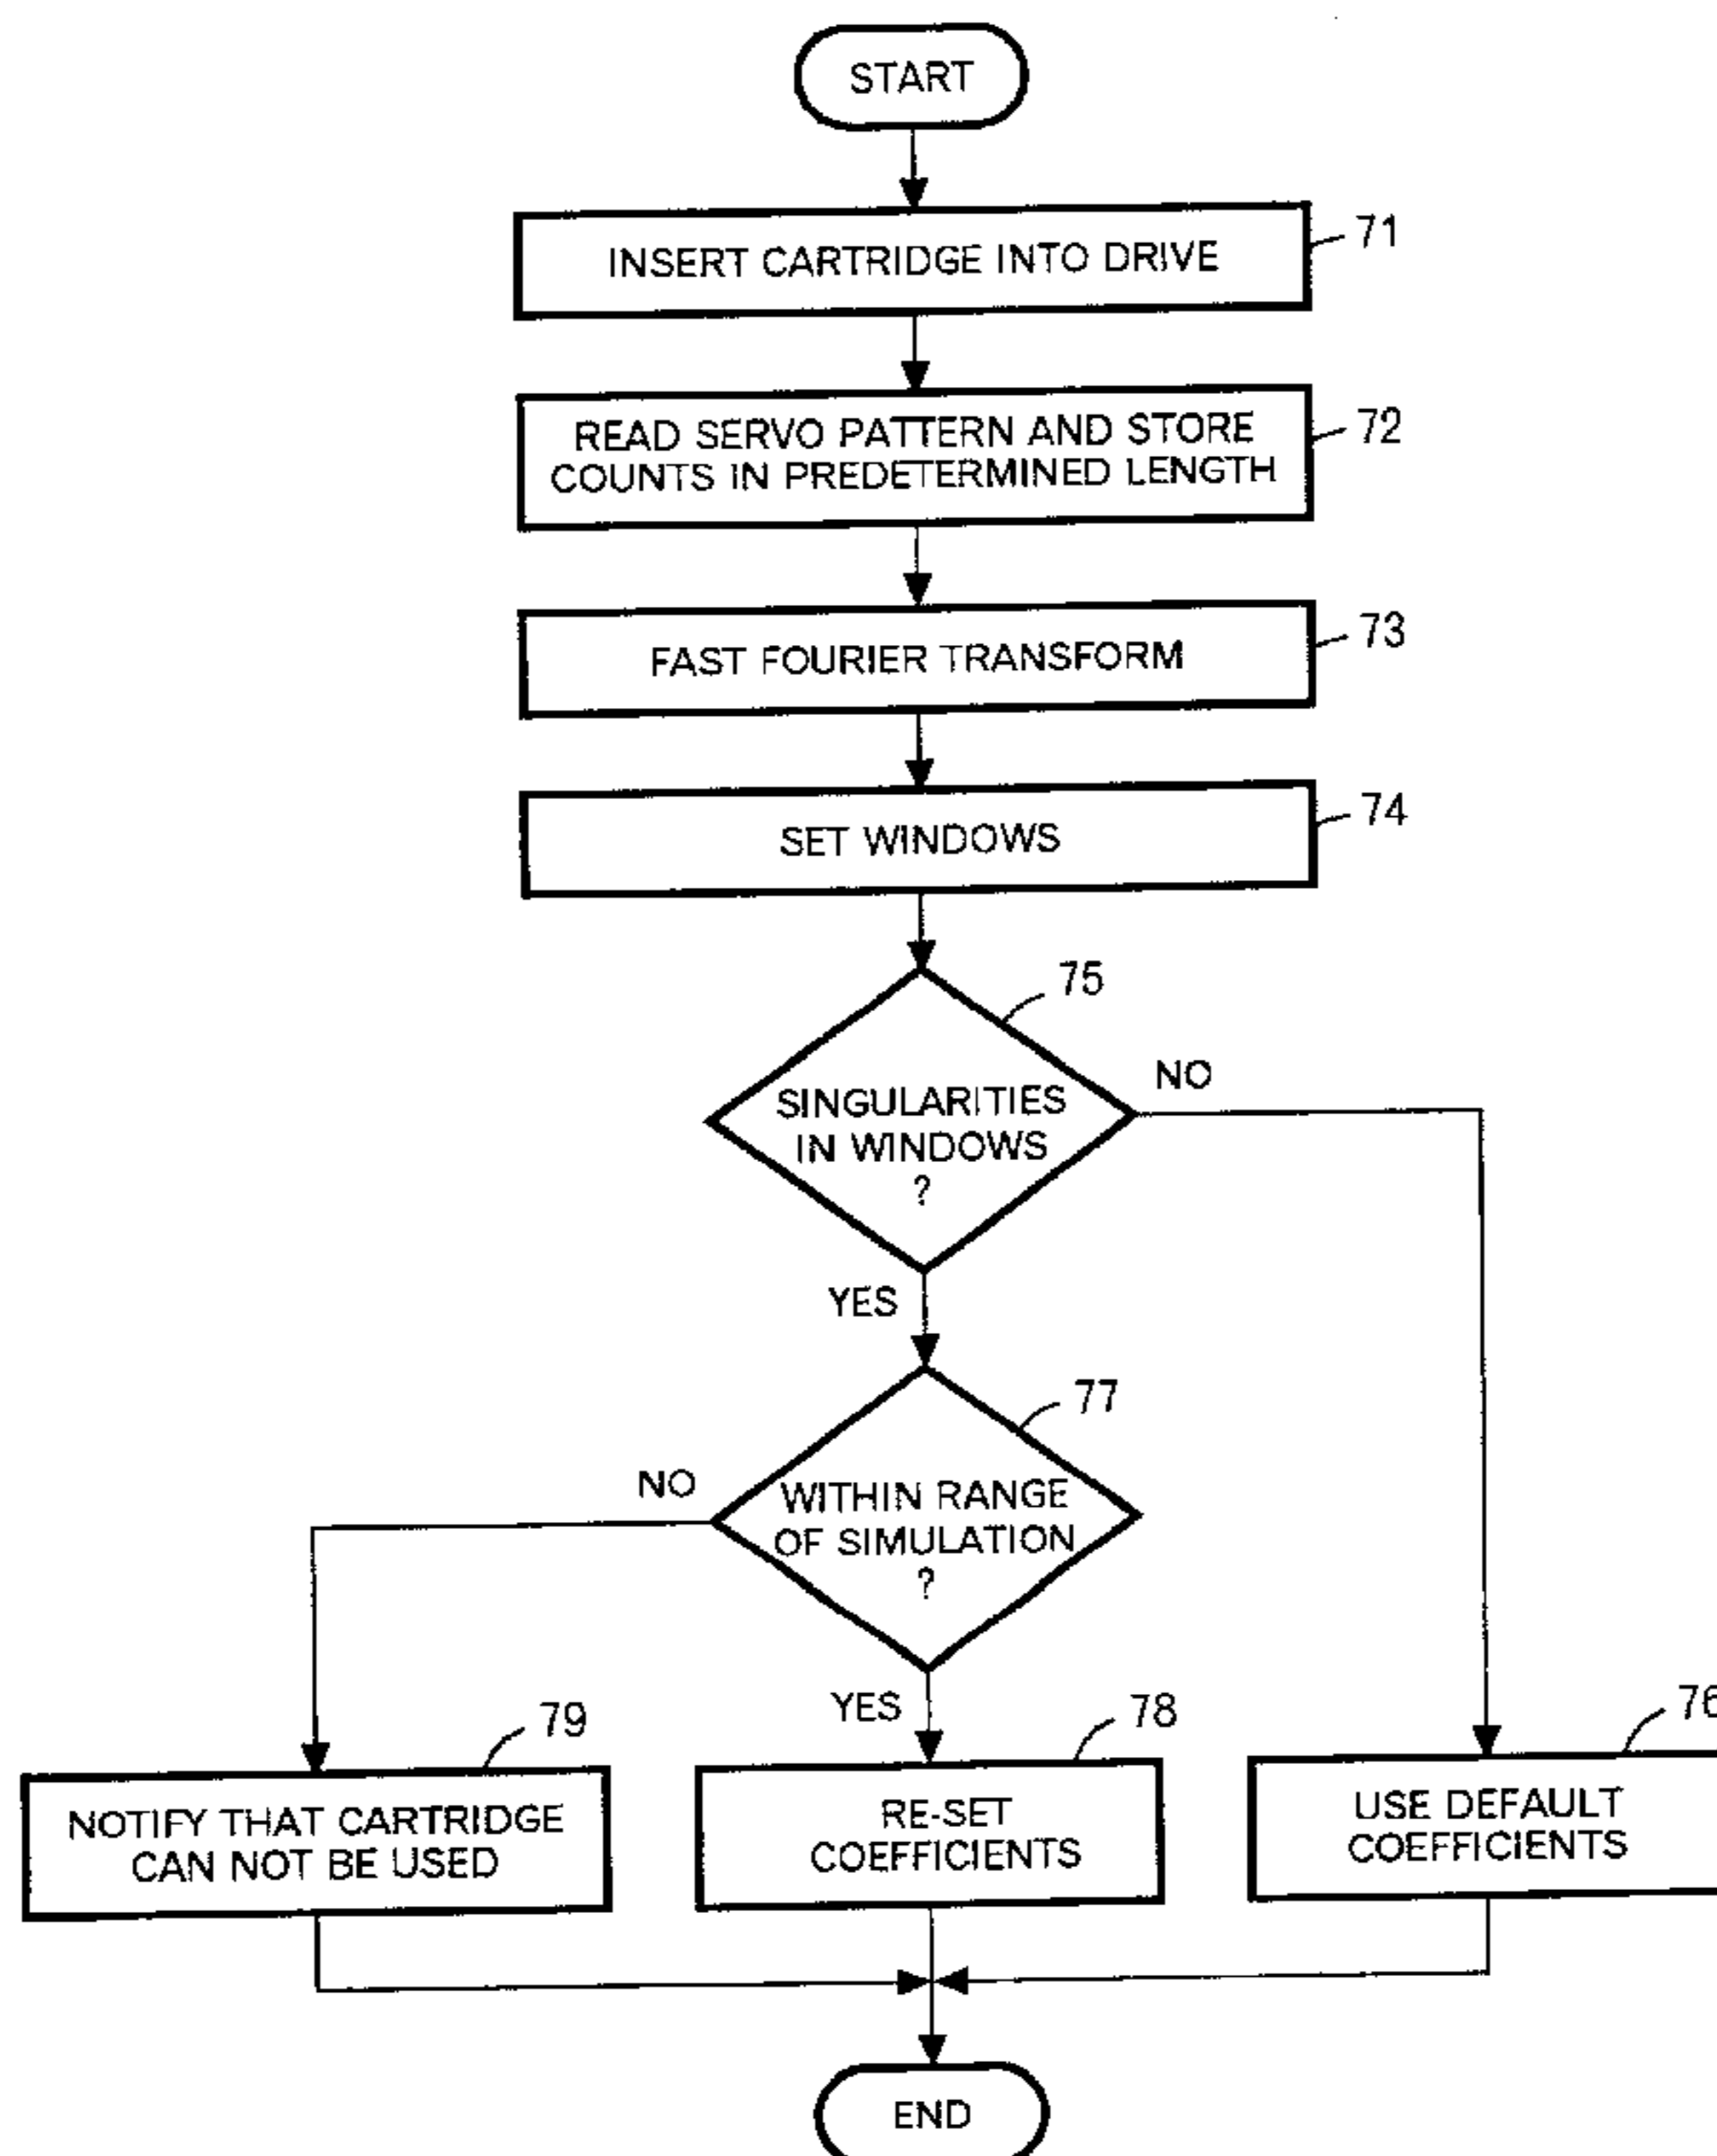 START
INSERT CARTRIDGE INTO DRIVE
71
READ SERVO PATTERN AND STORE
COUNTS IN PREDETERMINED LENGTH
72
FAST FOURIER TRANSFORM
73
SET WINDOWS
74
75
SINGULARITIES
IN WINDOWS
?
NO
YES
77
WITHIN RANGE
OF SIMULATION
?
NO
YES
79
NOTIFY THAT CARTRIDGE
CAN NOT BE USED
78
RE-SET
COEFFICIENTS
76
USE DEFAULT
COEFFICIENTS
END